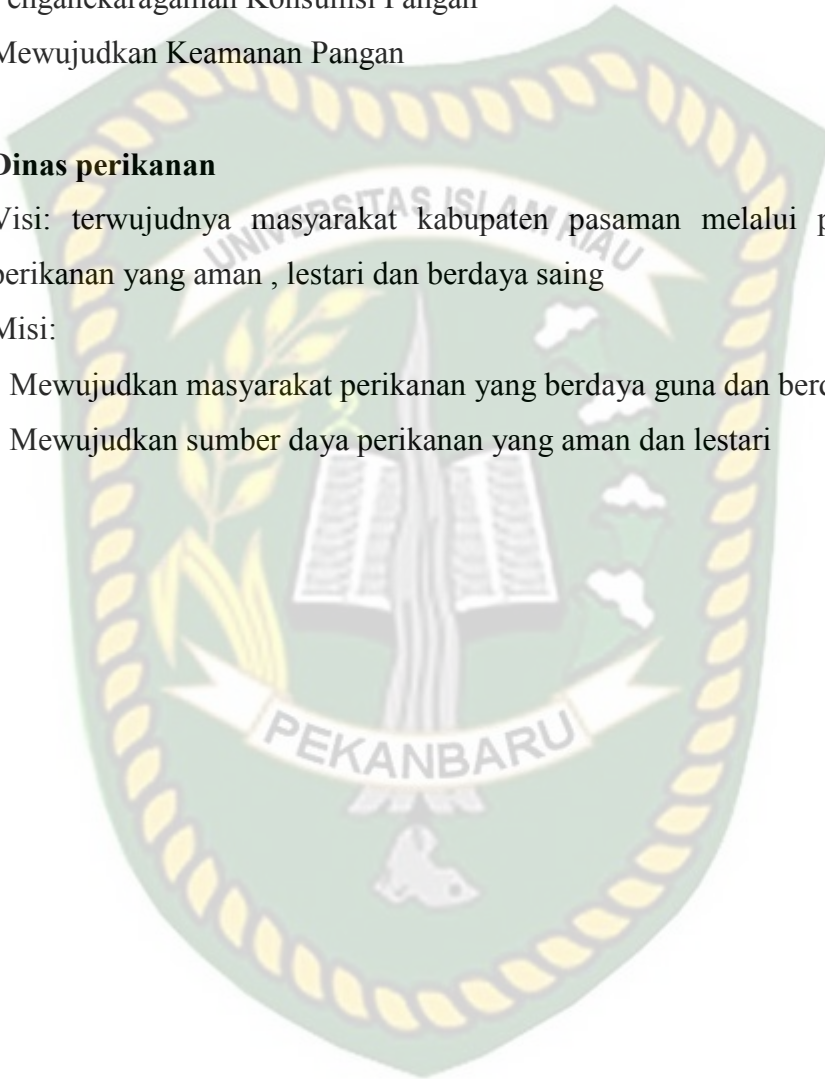 Konsumsi Pangan
Mewujudkan Keamanan Pangan
Dinas perikanan
Visi: terwujudnya masyarakat kabupaten pasaman melalui
perikanan yang aman , lestari dan berdaya saing
Misi:
Mewujudkan masyarakat perikanan yang berdaya guna dan
Mewujudkan sumber daya perikanan yang aman dan lestari
UNIVERSITAS ISLAM RIAU
PEKANBARU